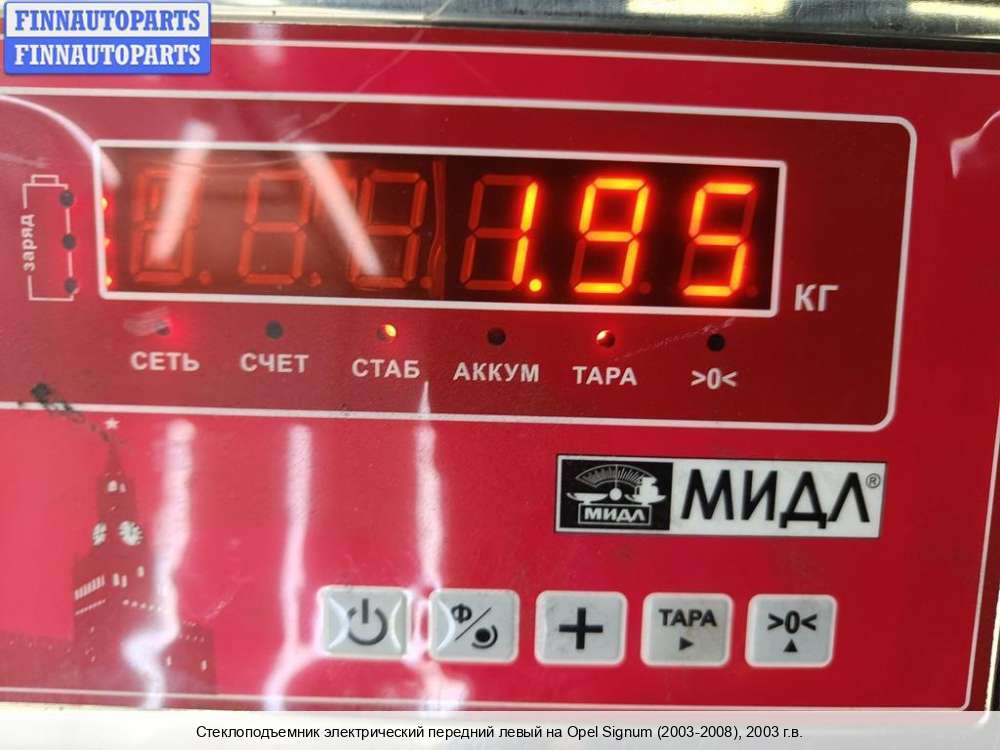 FINNAUTOPARTS
FINNAUTOPARTS
заряд
1.95
КГ
СЕТЬ СЧЕТ СТАБ АККУМ ТАРА >0<
МИДЛ МИДЛ®
Ф ТАРА >0<
Стеклоподъемник электрический передний левый на Opel Signum (2003-2008), 2003 г.в.